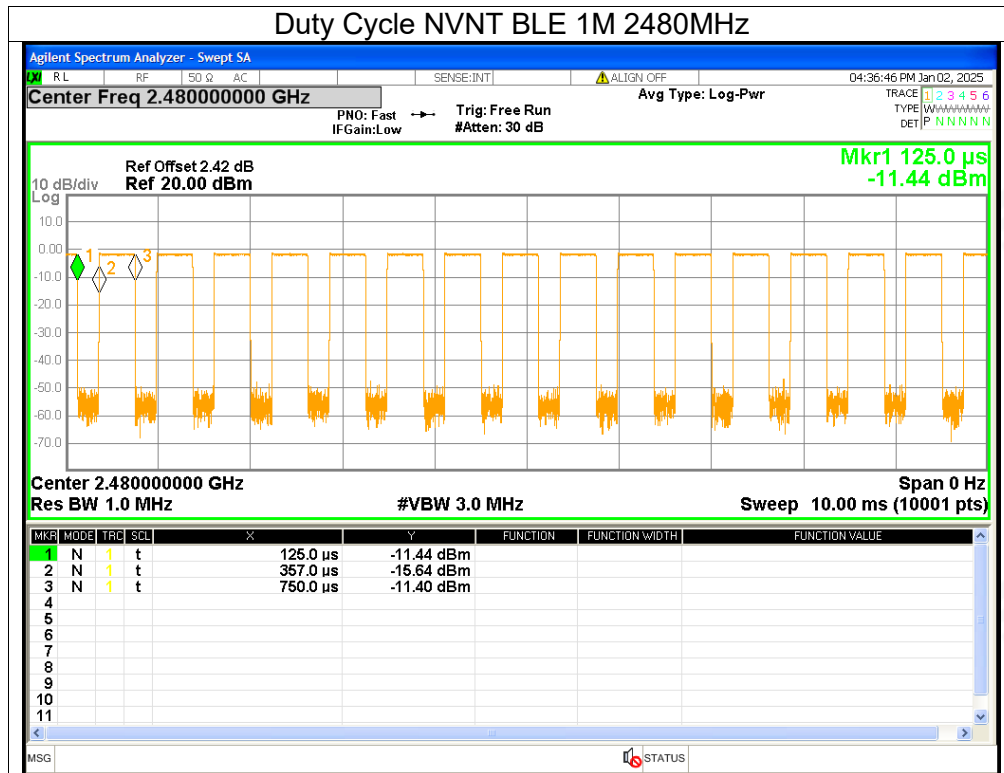 Duty Cycle NVNT BLE 1M 2480MHz
Agilent Spectrum Analyzer - Swept SA
LXI RL RF 50 Ω AC SENSE:INT ALIGN OFF 04:36:46 PM Jan 02, 2025
Center Freq 2.480000000 GHz
PNO: Fast
IFGain:Low
Trig: Free Run
#Atten: 30 dB
Avg Type: Log-Pwr
TRACE 1 2 3 4 5 6
TYPE WWWWWW
DET P N N N N N
Mkr1 125.0 µs
-11.44 dBm
Ref Offset 2.42 dB
10 dB/div Ref 20.00 dBm
Log
10.0
0.00
-10.0
-20.0
-30.0
-40.0
-50.0
-60.0
-70.0
1
2
3
Center 2.480000000 GHz Span 0 Hz
Res BW 1.0 MHz #VBW 3.0 MHz Sweep 10.00 ms (10001 pts)
MKR MODE TRC SCL X Y FUNCTION FUNCTION WIDTH FUNCTION VALUE
1 N 1 t 125.0 µs -11.44 dBm
2 N 1 t 357.0 µs -15.64 dBm
3 N 1 t 750.0 µs -11.40 dBm
4
5
6
7
8
9
10
11
MSG STATUS